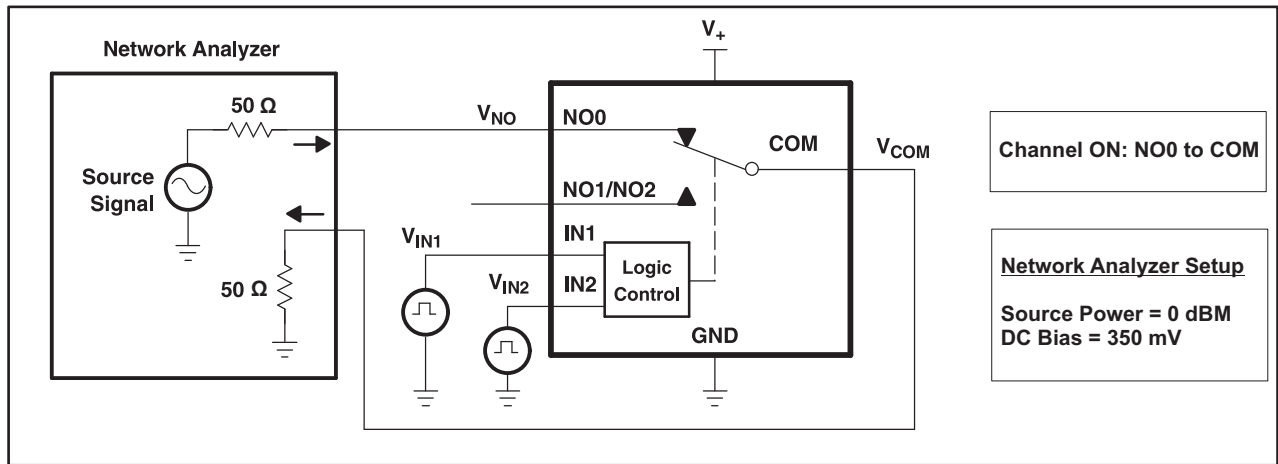 Network Analyzer
50 Ω
Source
Signal
50 Ω
V+
VNO
NO0
COM
VCOM
NO1/NO2
VIN1
IN1
VIN2
IN2
Logic
Control
GND
Channel ON: NO0 to COM
Network Analyzer Setup
Source Power = 0 dBM
DC Bias = 350 mV